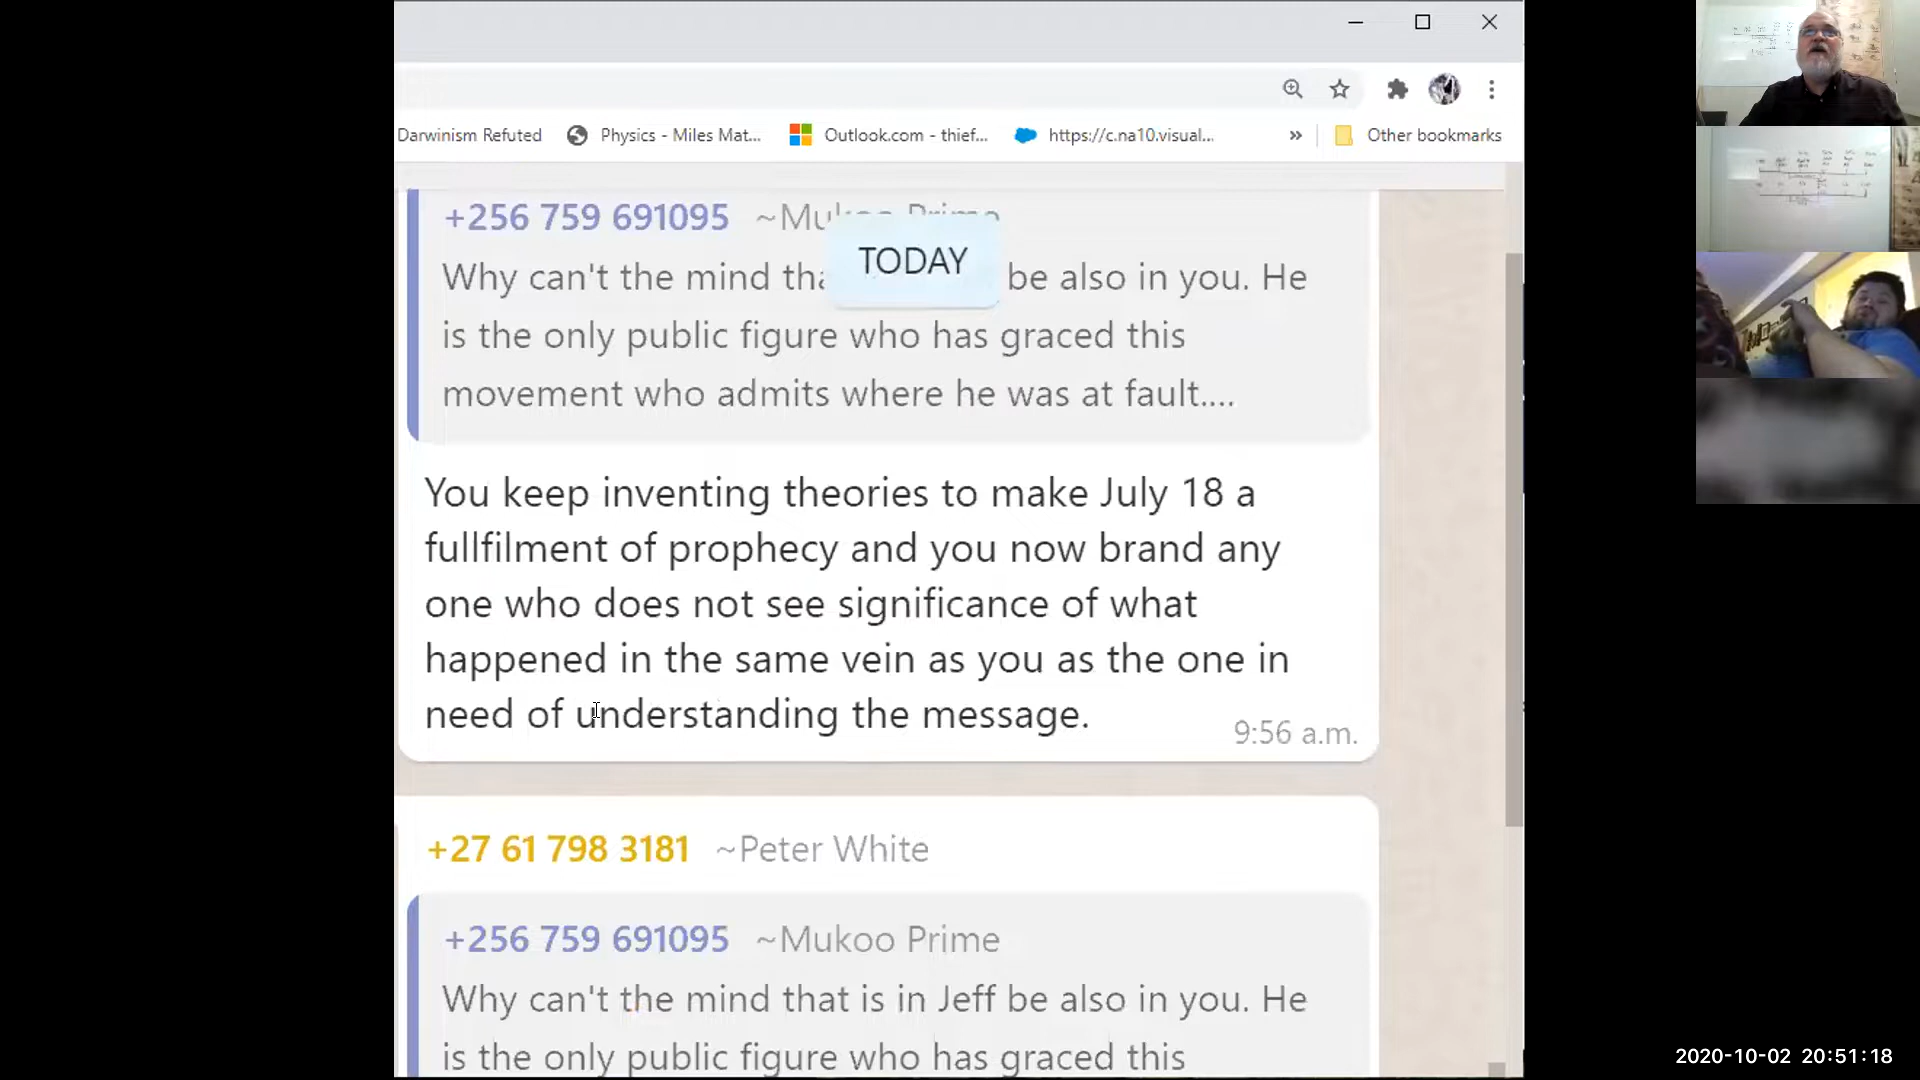 Darwinism Refuted Physics - Miles Mat... Outlook.com - thief... https://c.na10.visual... » Other bookmarks
+256 759 691095 ~Mukoo Prime
TODAY
Why can't the mind tha be also in you. He
is the only public figure who has graced this
movement who admits where he was at fault....
You keep inventing theories to make July 18 a
fullfilment of prophecy and you now brand any
one who does not see significance of what
happened in the same vein as you as the one in
need of understanding the message.
9:56 a.m.
+27 61 798 3181 ~Peter White
+256 759 691095 ~Mukoo Prime
Why can't the mind that is in Jeff be also in you. He
is the only public figure who has graced this
2020-10-02 20:51:18